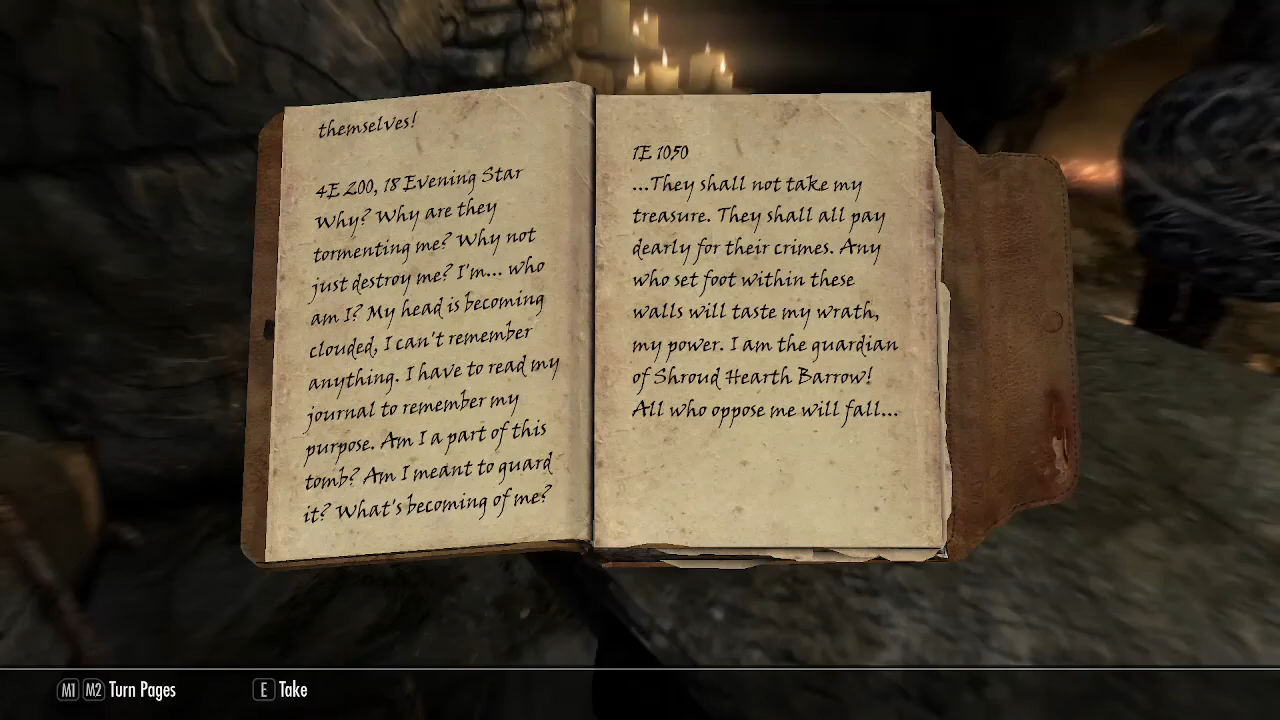 themselves!
4E 200, 18 Evening Star
Why? Why are they
tormenting me? Why not
just destroy me? I'm... who
am I? My head is becoming
clouded, I can't remember
anything. I have to read my
journal to remember my
purpose. Am I a part of this
tomb? Am I meant to guard
it? What's becoming of me?
1E 1050
...They shall not take my
treasure. They shall all pay
dearly for their crimes. Any
who set foot within these
walls will taste my wrath,
my power. I am the guardian
of Shroud Hearth Barrow!
All who oppose me will fall...
M1 M2 Turn Pages
E Take